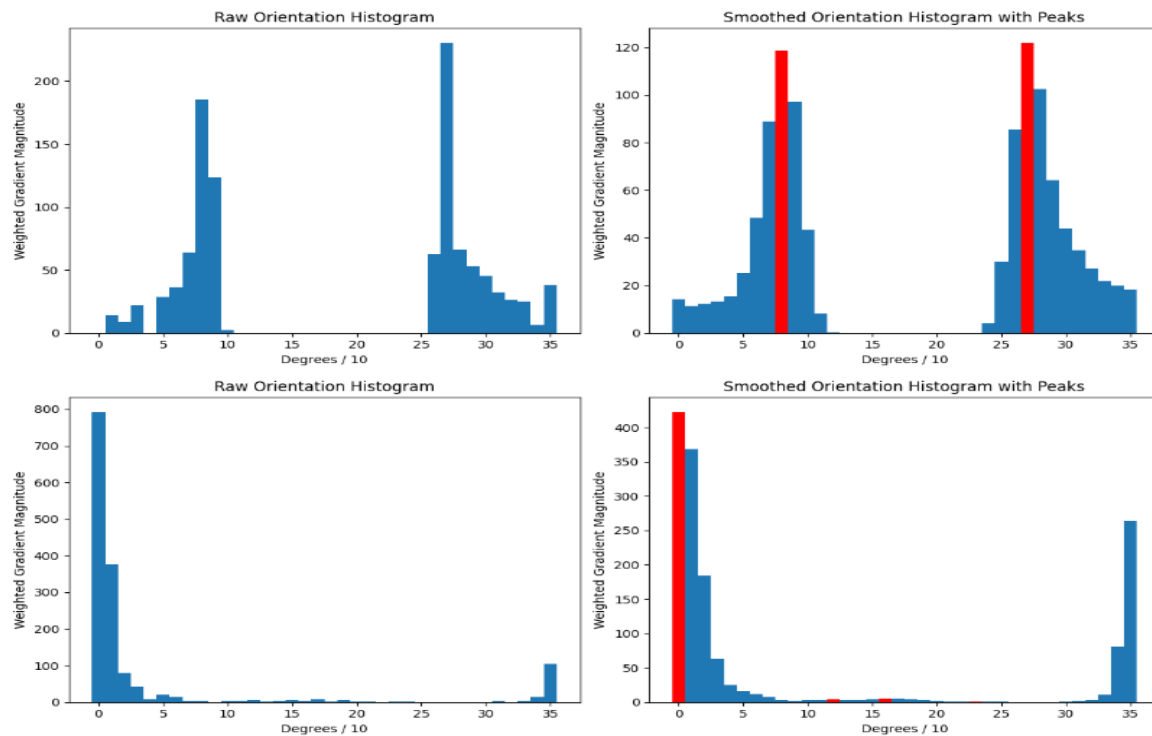 Raw Orientation Histogram
Weighted Gradient Magnitude
200
150
100
50
0
0 5 10 15 20 25 30 35
Degrees / 10
Smoothed Orientation Histogram with Peaks
Weighted Gradient Magnitude
120
100
80
60
40
20
0
0 5 10 15 20 25 30 35
Degrees / 10
Raw Orientation Histogram
Weighted Gradient Magnitude
800
700
600
500
400
300
200
100
0
0 5 10 15 20 25 30 35
Degrees / 10
Smoothed Orientation Histogram with Peaks
Weighted Gradient Magnitude
400
350
300
250
200
150
100
50
0
0 5 10 15 20 25 30 35
Degrees / 10